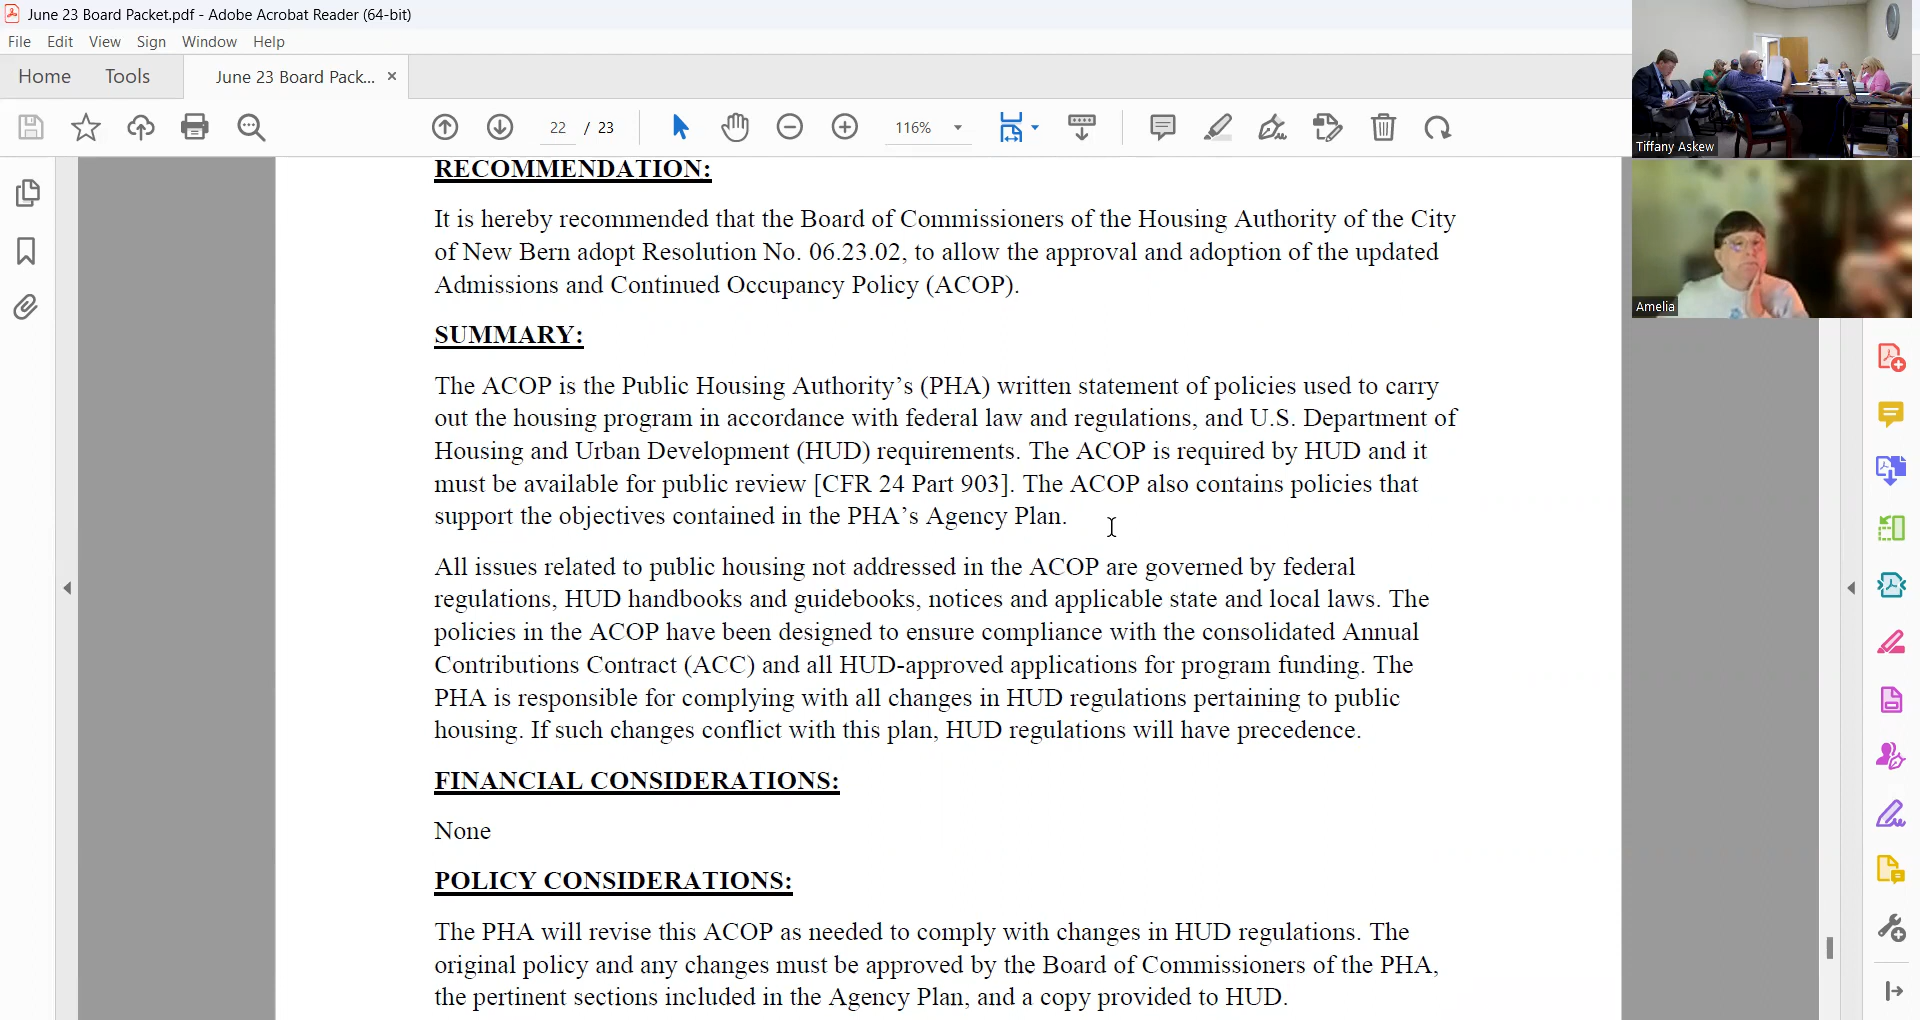 June 23 Board Packet.pdf - Adobe Acrobat Reader (64-bit)
File Edit View Sign Window Help
Home Tools June 23 Board Pack... ×
22 / 23 116%
Tiffany Askew
Amelia
RECOMMENDATION:
It is hereby recommended that the Board of Commissioners of the Housing Authority of the City
of New Bern adopt Resolution No. 06.23.02, to allow the approval and adoption of the updated
Admissions and Continued Occupancy Policy (ACOP).
SUMMARY:
The ACOP is the Public Housing Authority’s (PHA) written statement of policies used to carry
out the housing program in accordance with federal law and regulations, and U.S. Department of
Housing and Urban Development (HUD) requirements. The ACOP is required by HUD and it
must be available for public review [CFR 24 Part 903]. The ACOP also contains policies that
support the objectives contained in the PHA’s Agency Plan.
All issues related to public housing not addressed in the ACOP are governed by federal
regulations, HUD handbooks and guidebooks, notices and applicable state and local laws. The
policies in the ACOP have been designed to ensure compliance with the consolidated Annual
Contributions Contract (ACC) and all HUD-approved applications for program funding. The
PHA is responsible for complying with all changes in HUD regulations pertaining to public
housing. If such changes conflict with this plan, HUD regulations will have precedence.
FINANCIAL CONSIDERATIONS:
None
POLICY CONSIDERATIONS:
The PHA will revise this ACOP as needed to comply with changes in HUD regulations. The
original policy and any changes must be approved by the Board of Commissioners of the PHA,
the pertinent sections included in the Agency Plan, and a copy provided to HUD.